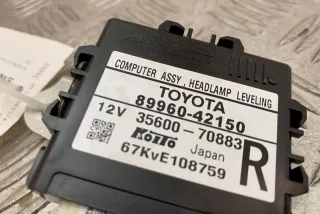 COMPUTER ASSY, HEADLAMP LEVELING
TOYOTA
89960-42150
12V 35600-70883
KOITO Japan R
67KvE108759